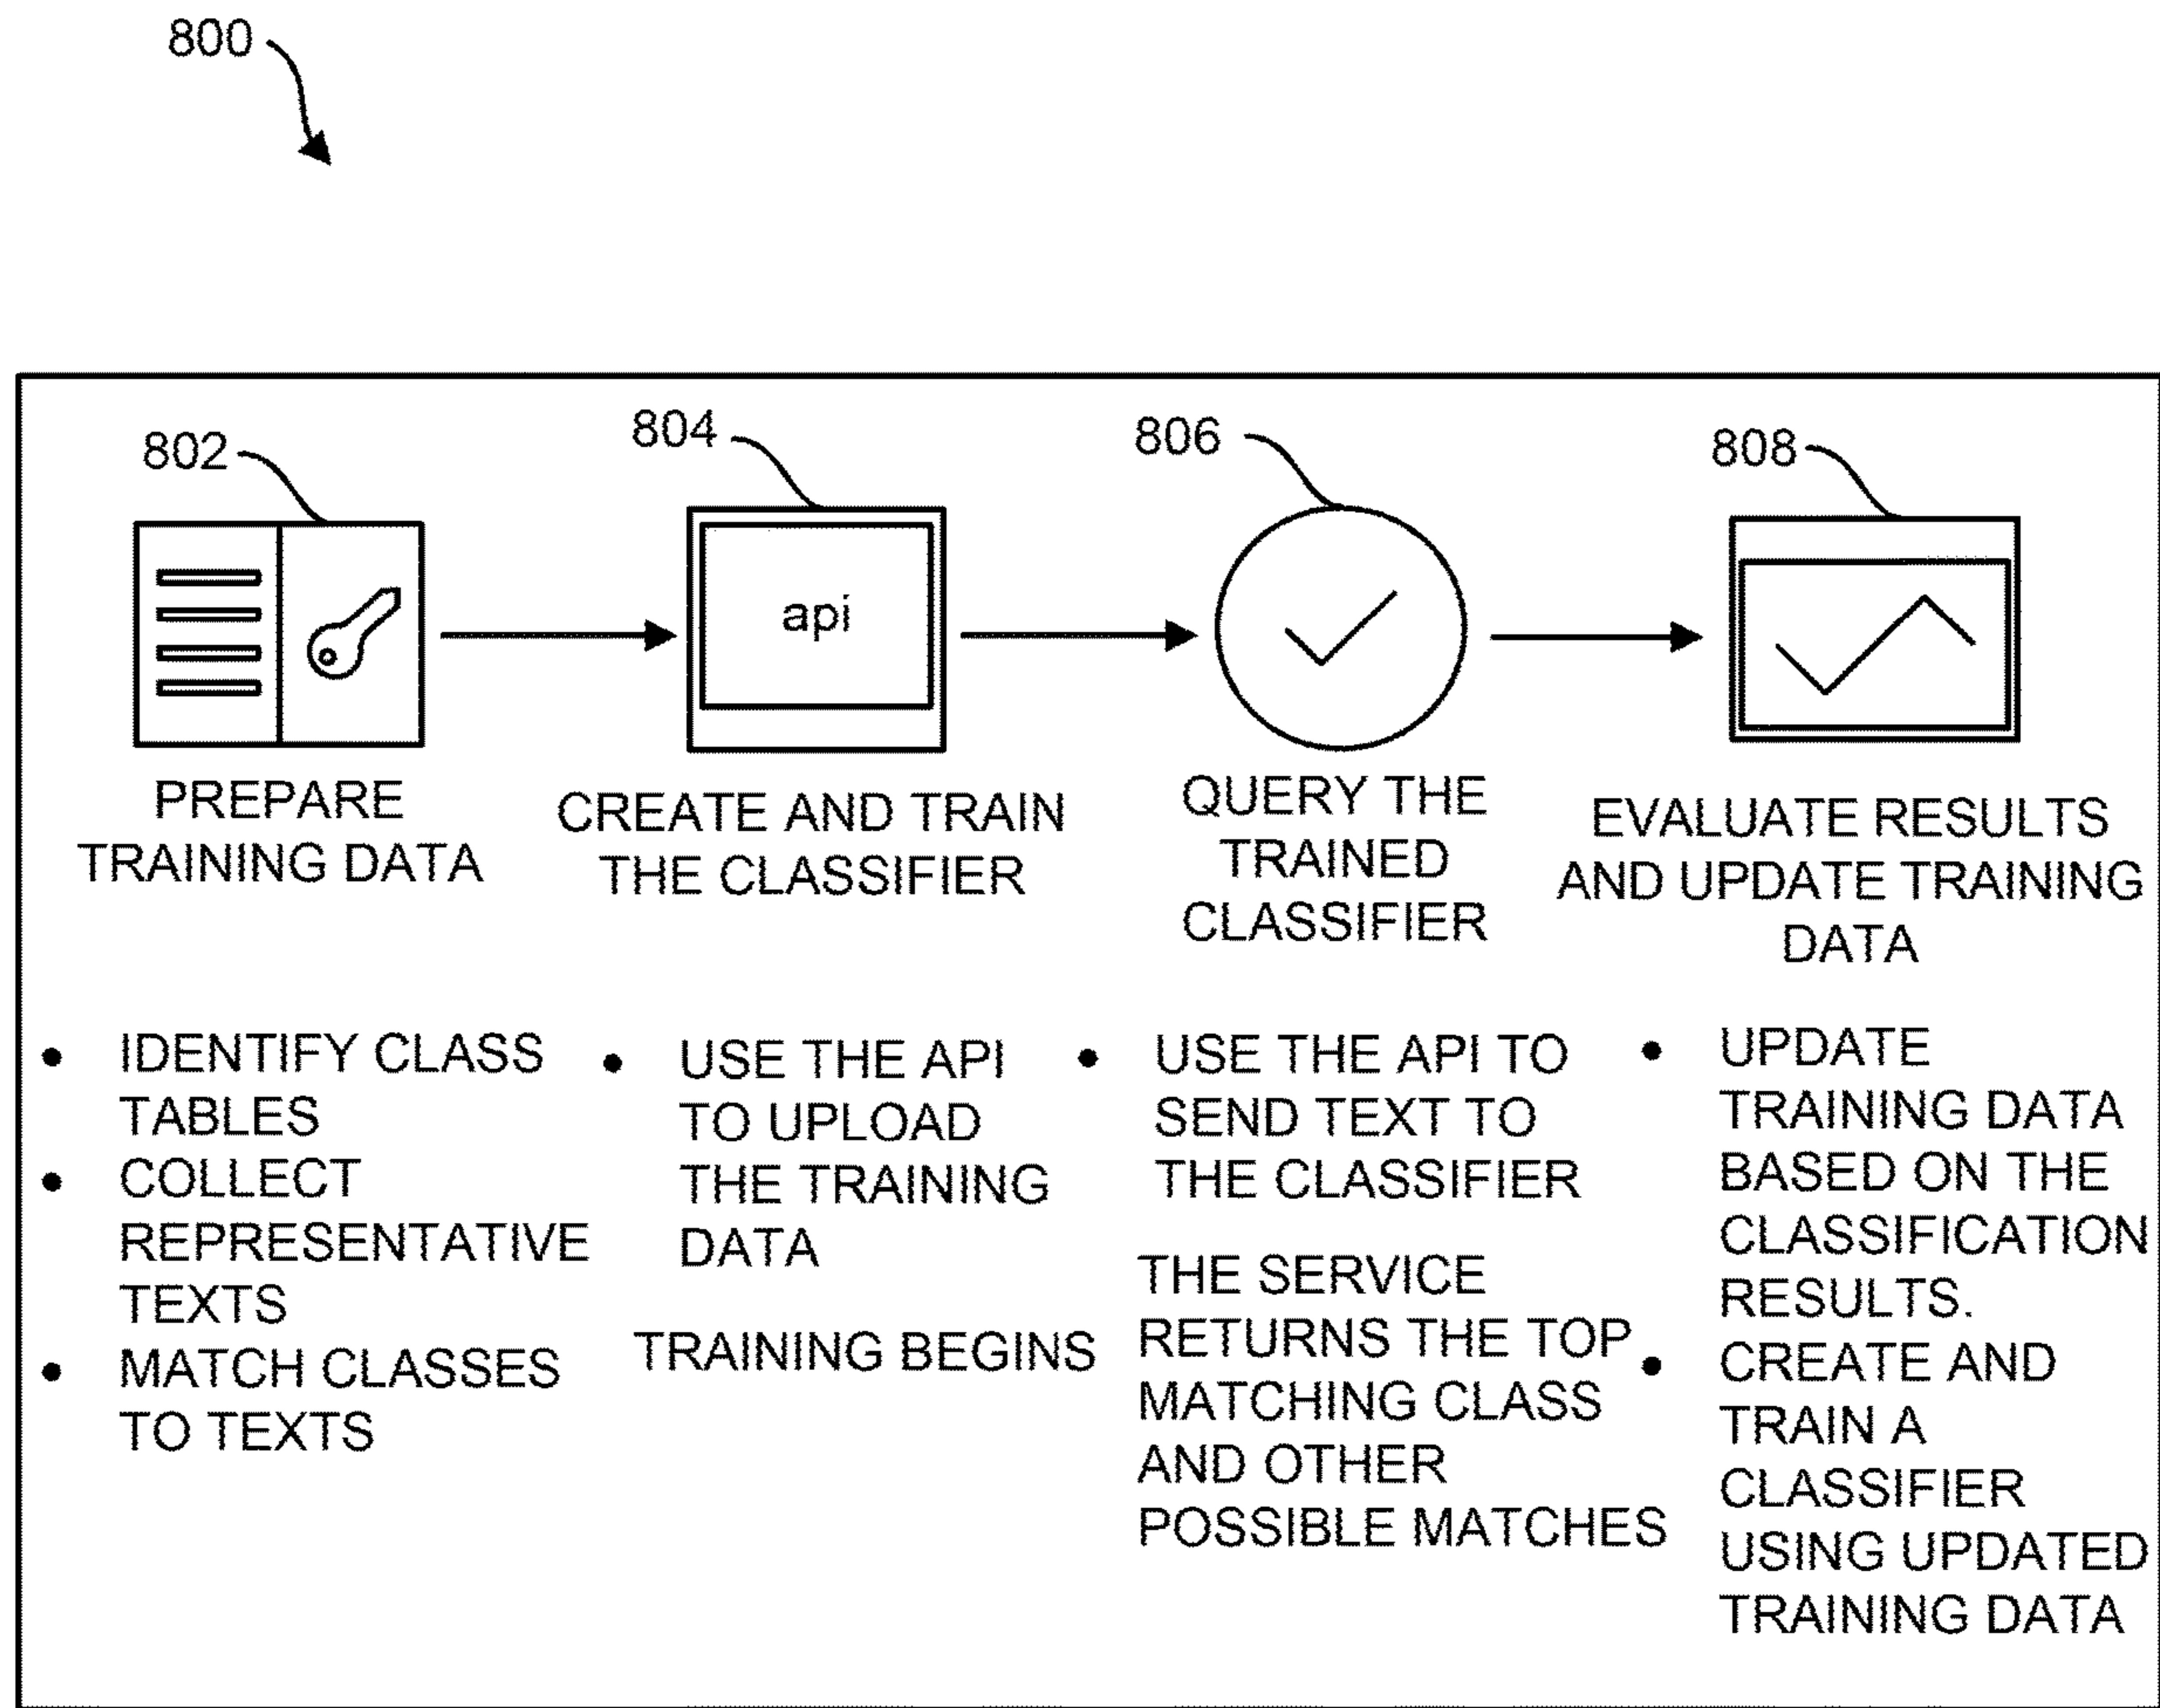 800
802
804
806
808
api
PREPARE
TRAINING DATA
CREATE AND TRAIN
THE CLASSIFIER
QUERY THE
TRAINED
CLASSIFIER
EVALUATE RESULTS
AND UPDATE TRAINING
DATA
• IDENTIFY CLASS
TABLES
• COLLECT
REPRESENTATIVE
TEXTS
• MATCH CLASSES
TO TEXTS
• USE THE API
TO UPLOAD
THE TRAINING
DATA
TRAINING BEGINS
• USE THE API TO
SEND TEXT TO
THE CLASSIFIER
THE SERVICE
RETURNS THE TOP
MATCHING CLASS
AND OTHER
POSSIBLE MATCHES
• UPDATE
TRAINING DATA
BASED ON THE
CLASSIFICATION
RESULTS.
• CREATE AND
TRAIN A
CLASSIFIER
USING UPDATED
TRAINING DATA